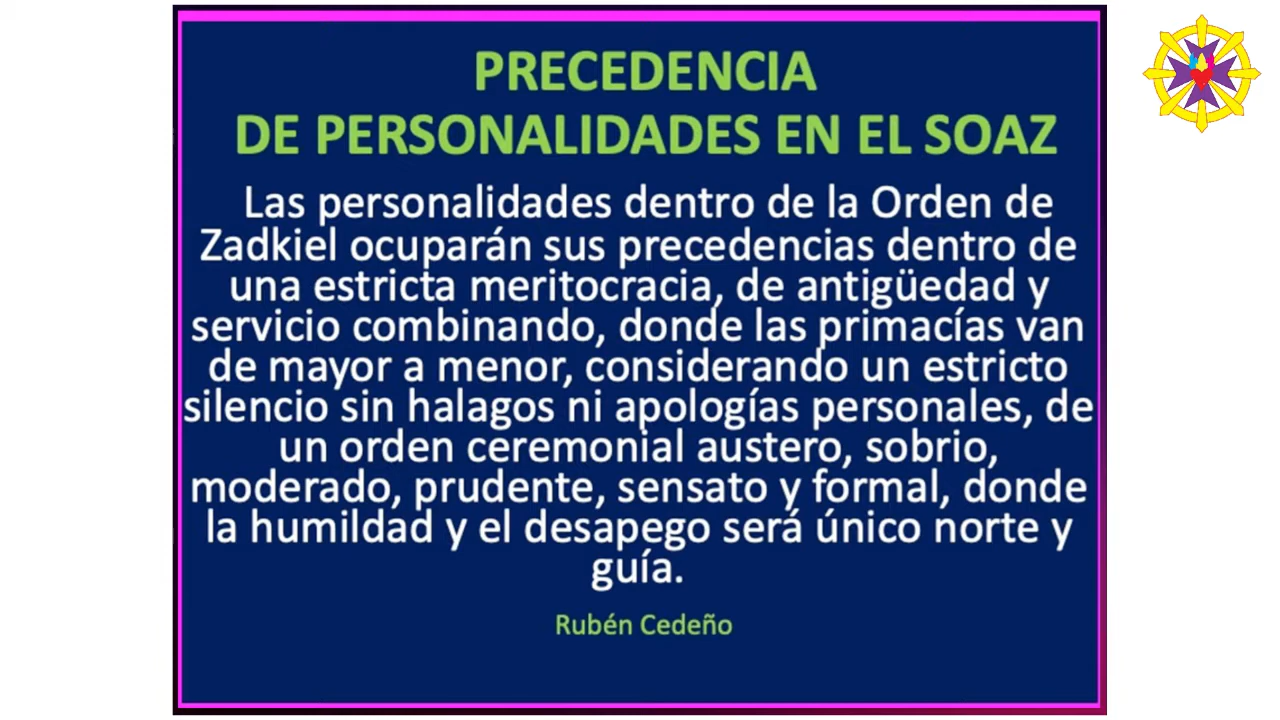 PRECEDENCIA
DE PERSONALIDADES EN EL SOAZ
Las personalidades dentro de la Orden de
Zadkiel ocuparán sus precedencias dentro de
una estricta meritocracia, de antigüedad y
servicio combinando, donde las primacías van
de mayor a menor, considerando un estricto
silencio sin halagos ni apologías personales, de
un orden ceremonial austero, sobrio,
moderado, prudente, sensato y formal, donde
la humildad y el desapego será único norte y
guía.
Rubén Cedeño